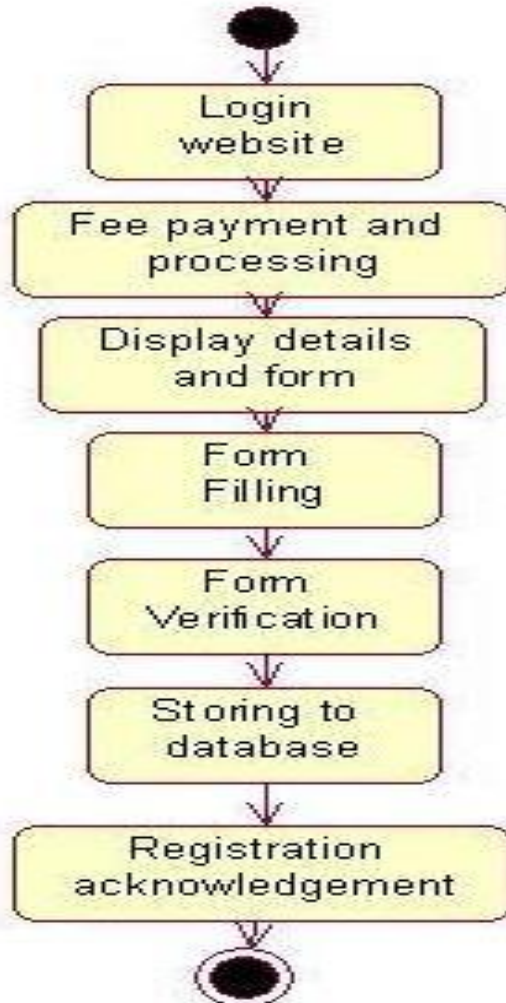 Login
website
Fee payment and
processing
Display details
and form
Form
Filling
Form
Verification
Storing to
database
Registration
acknowledgement